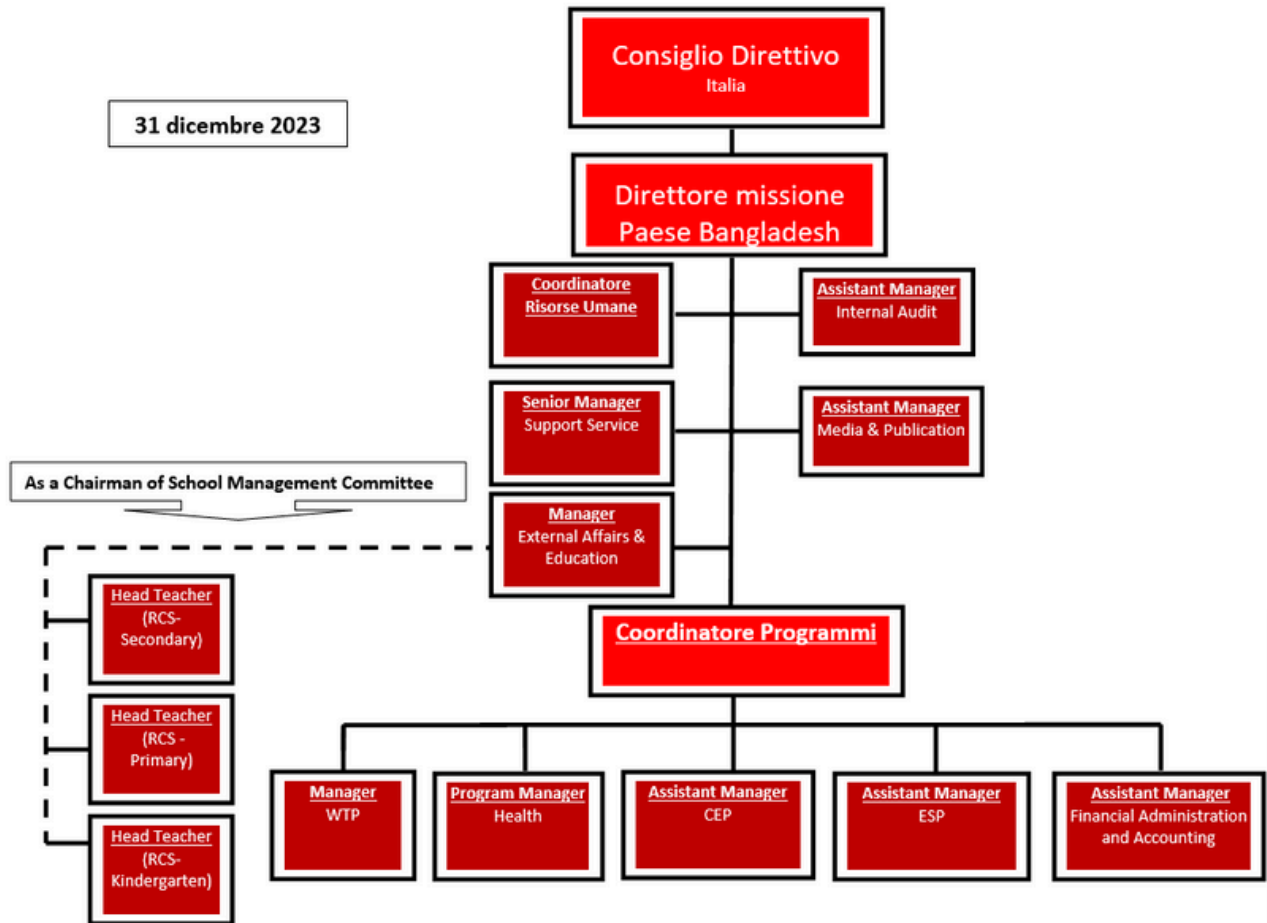 Consiglio Direttivo
Italia
31 dicembre 2023
Direttore missione
Paese Bangladesh
Coordinatore
Risorse Umane
Assistant Manager
Internal Audit
Senior Manager
Support Service
Assistant Manager
Media & Publication
As a Chairman of School Management Committee
Manager
External Affairs &
Education
Head Teacher
(RCS-
Secondary)
Coordinatore Programmi
Head Teacher
(RCS -
Primary)
Manager
WTP
Program Manager
Health
Assistant Manager
CEP
Assistant Manager
ESP
Assistant Manager
Financial Administration
and Accounting
Head Teacher
(RCS-
Kindergarten)